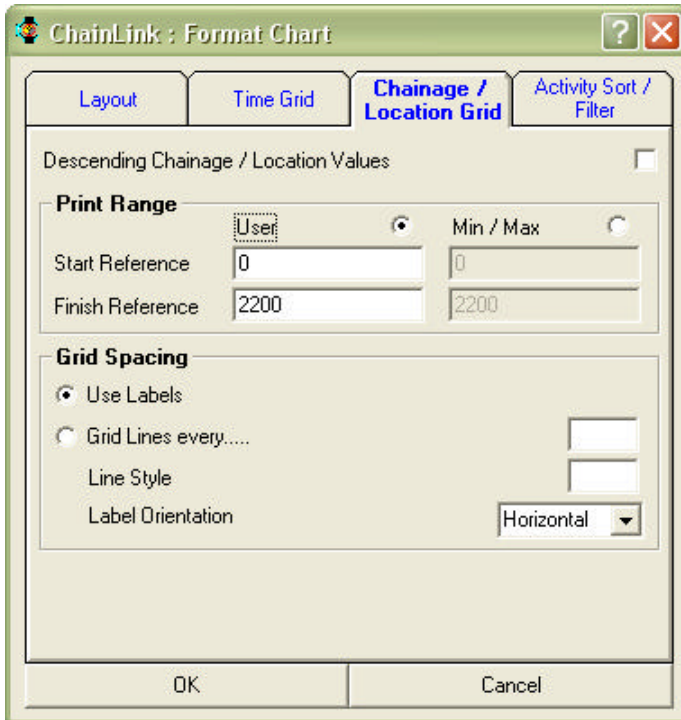 ChainLink : Format Chart
Layout
Time Grid
Chainage /
Location Grid
Activity Sort /
Filter
Descending Chainage / Location Values
Print Range
User
Min / Max
Start Reference
0
0
Finish Reference
2200
2200
Grid Spacing
Use Labels
Grid Lines every.....
Line Style
Label Orientation
Horizontal
OK
Cancel